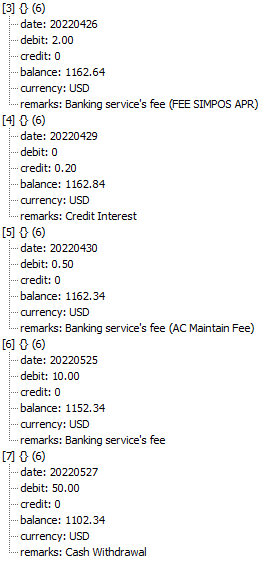 [3] {} (6)
date: 20220426
debit: 2.00
credit: 0
balance: 1162.64
currency: USD
remarks: Banking service's fee (FEE SIMPOS APR)
[4] {} (6)
date: 20220429
debit: 0
credit: 0.20
balance: 1162.84
currency: USD
remarks: Credit Interest
[5] {} (6)
date: 20220430
debit: 0.50
credit: 0
balance: 1162.34
currency: USD
remarks: Banking service's fee (AC Maintain Fee)
[6] {} (6)
date: 20220525
debit: 10.00
credit: 0
balance: 1152.34
currency: USD
remarks: Banking service's fee
[7] {} (6)
date: 20220527
debit: 50.00
credit: 0
balance: 1102.34
currency: USD
remarks: Cash Withdrawal